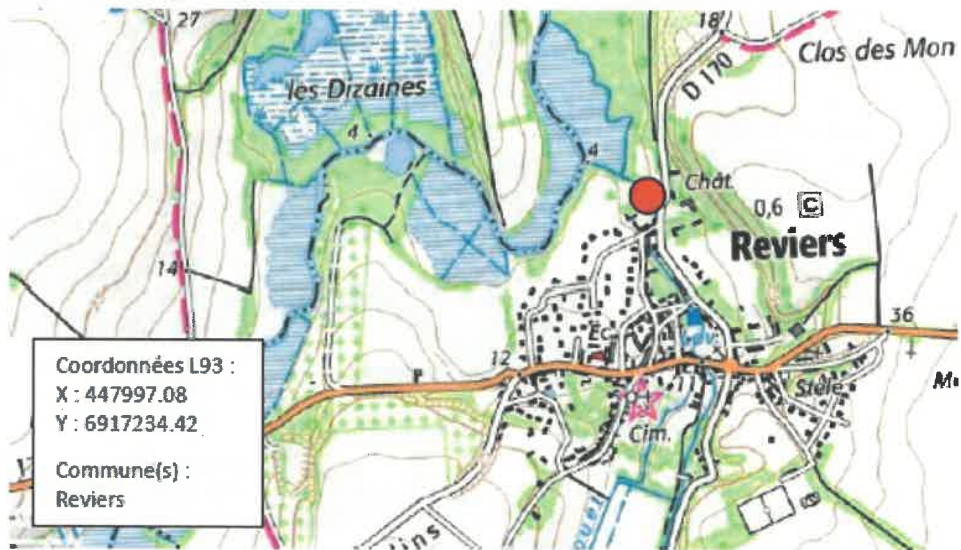 27
18
Clos des Mon
D 170
les Dizaines
4
4
Chât.
0,6 C
Reviers
14
36
12
Éc.
Stèle
Cim.
Coordonnées L93 :
X : 447997.08
Y : 6917234.42
Commune(s) :
Reviers